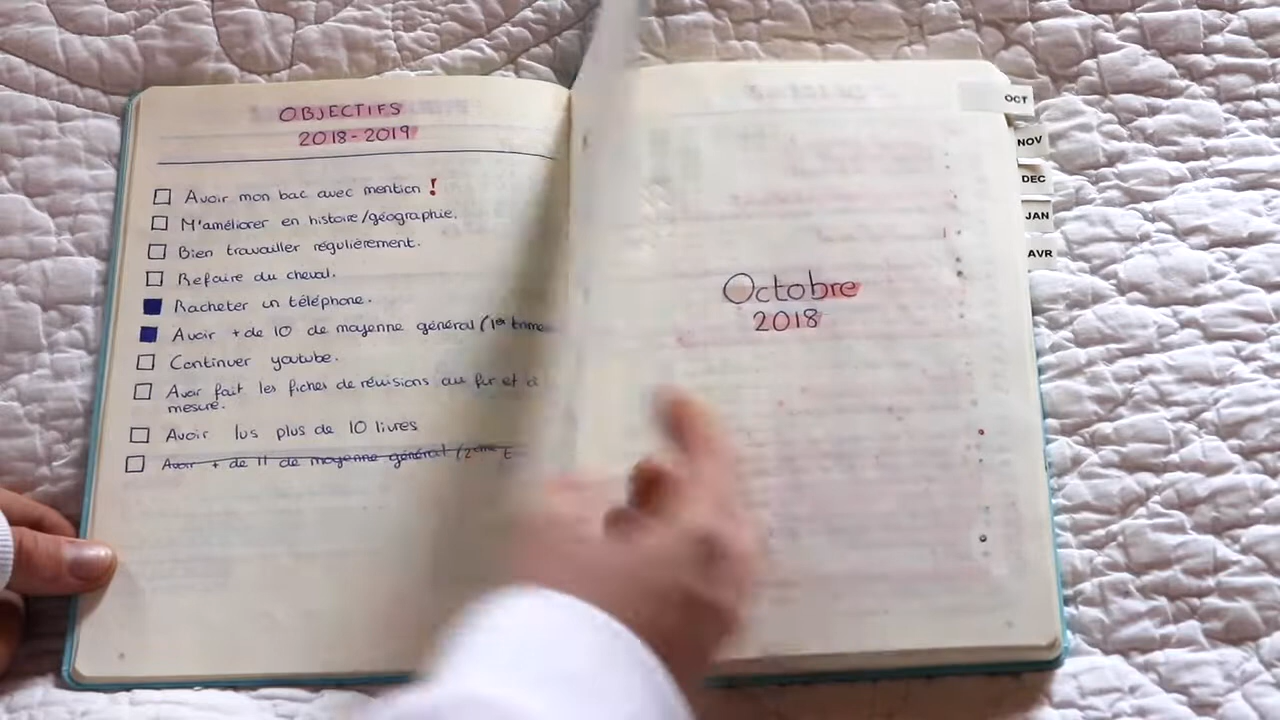 OBJECTIFS
2018-2019
Avoir mon bac avec mention !
M'améliorer en histoire/géographie.
Bien travailler régulièrement.
Refaire du cheval.
Racheter un téléphone.
Avoir + de 10 de moyenne général (1er
Continuer youtube.
Avoir fait les fiches de révisions au fur et
mesure.
Avoir lus plus de 10 livres
Avoir + de 11 de moyenne général (2ème
Octobre
2018
OCT
NOV
DEC
JAN
AVR